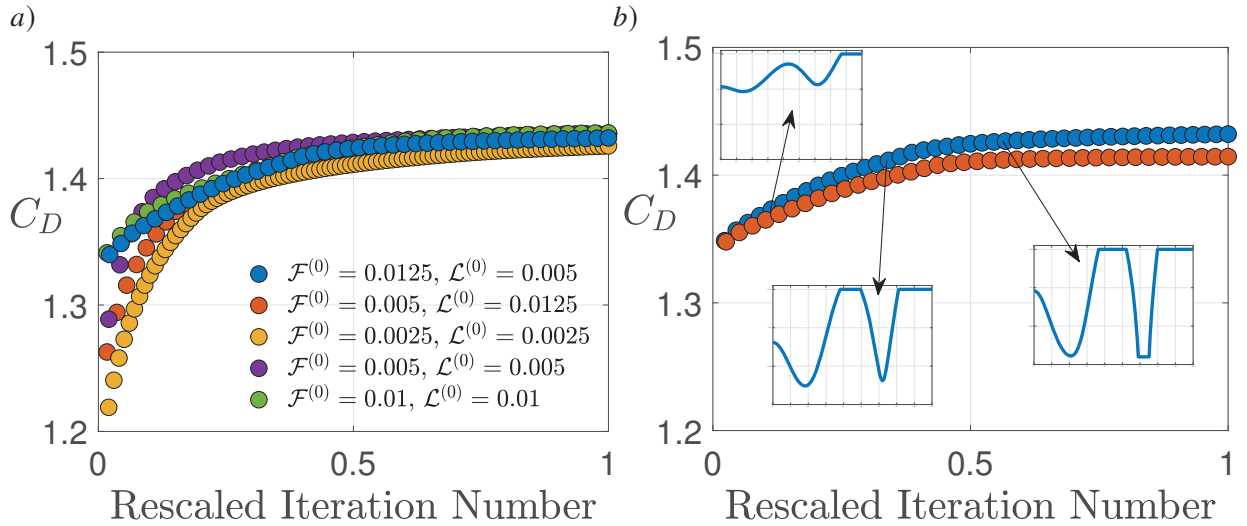 a)
1.5
1.4
1.3
1.2
C_D
0
0.5
1
Rescaled Iteration Number
𝓕^(0) = 0.0125, 𝓛^(0) = 0.005
𝓕^(0) = 0.005, 𝓛^(0) = 0.0125
𝓕^(0) = 0.0025, 𝓛^(0) = 0.0025
𝓕^(0) = 0.005, 𝓛^(0) = 0.005
𝓕^(0) = 0.01, 𝓛^(0) = 0.01
b)
1.5
1.4
1.3
1.2
C_D
0
0.5
1
Rescaled Iteration Number